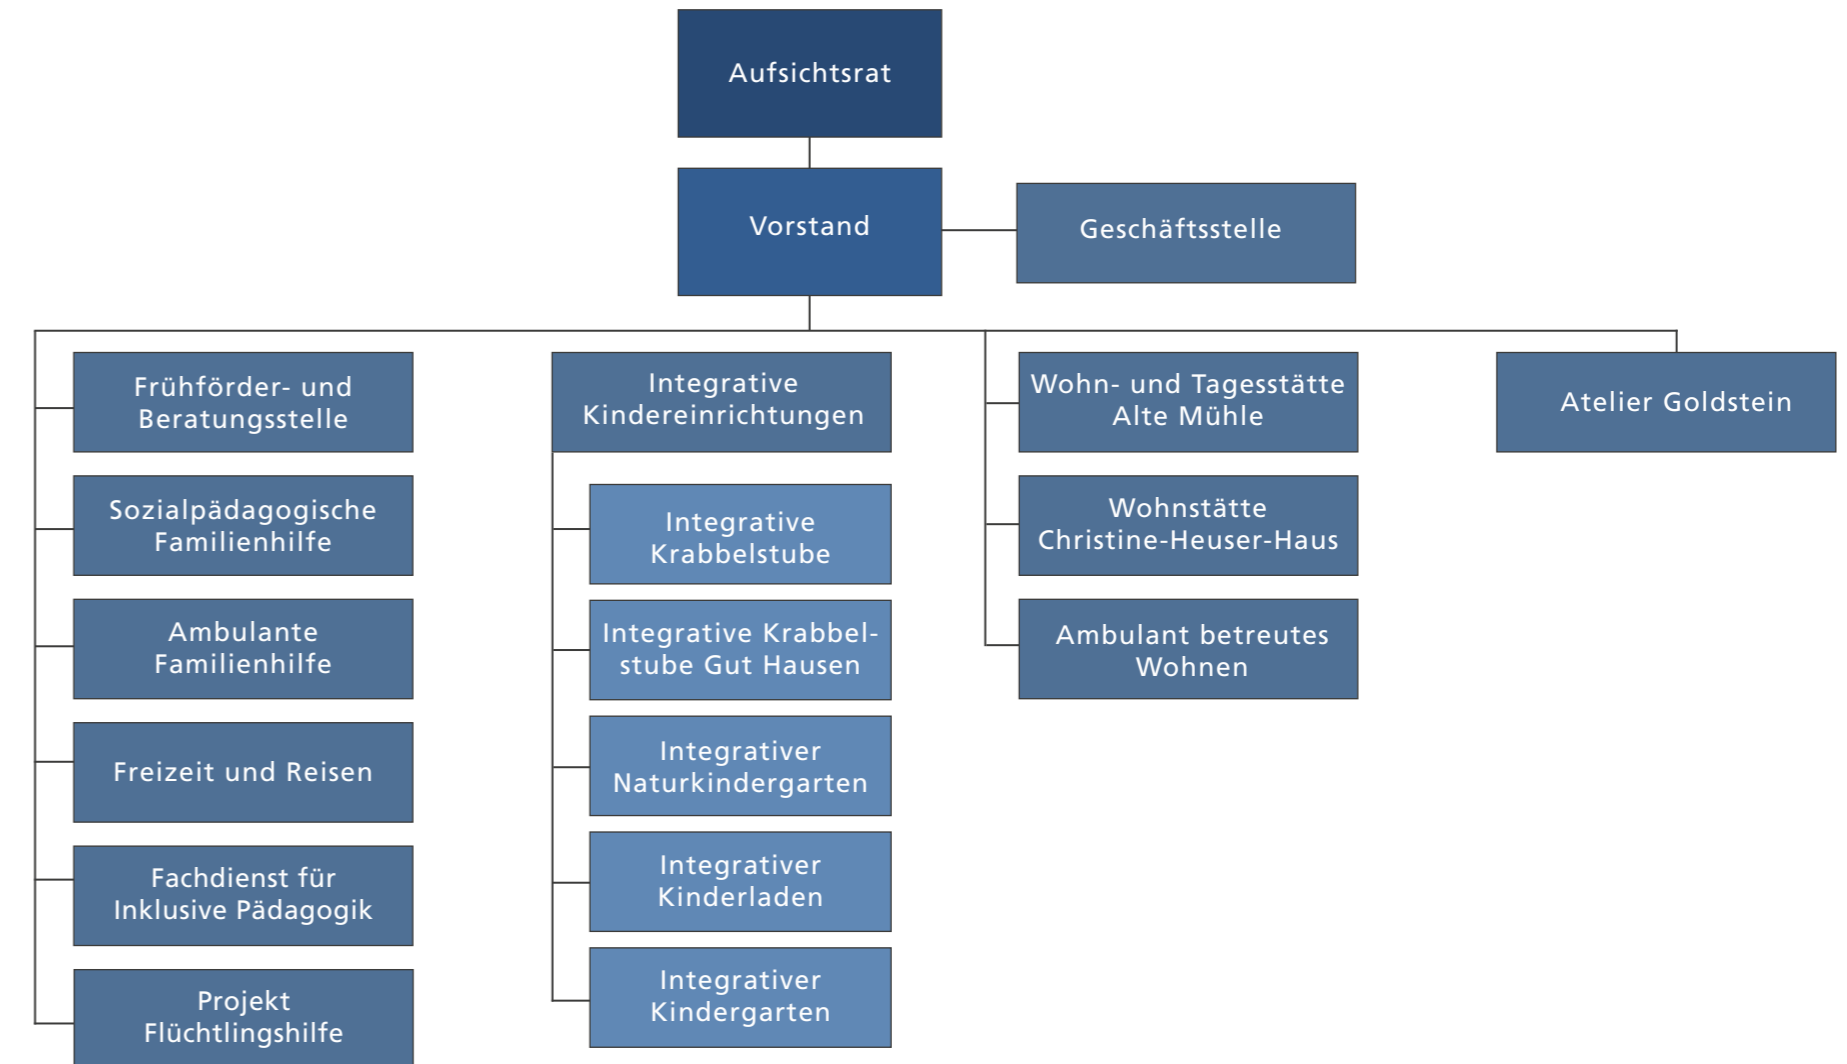 Aufsichtsrat
Vorstand
Geschäftsstelle
Frühförder- und
Beratungsstelle
Sozialpädagogische
Familienhilfe
Ambulante
Familienhilfe
Freizeit und Reisen
Fachdienst für
Inklusive Pädagogik
Projekt
Flüchtlingshilfe
Integrative
Kindereinrichtungen
Integrative
Krabbelstube
Integrative Krabbel-
stube Gut Hausen
Integrativer
Naturkindergarten
Integrativer
Kinderladen
Integrativer
Kindergarten
Wohn- und Tagesstätte
Alte Mühle
Wohnstätte
Christine-Heuser-Haus
Ambulant betreutes
Wohnen
Atelier Goldstein